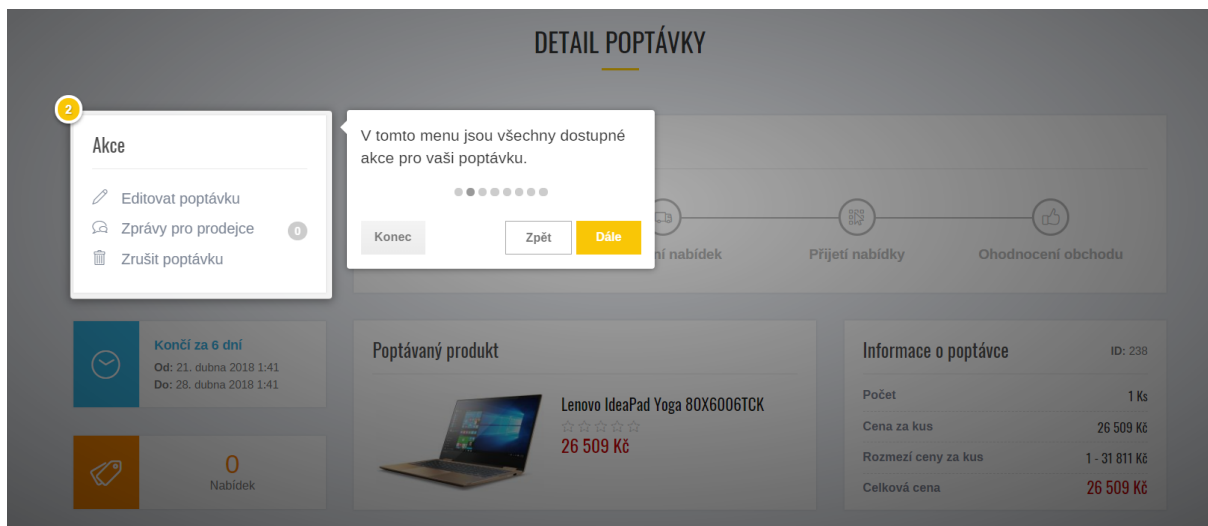 DETAIL POPTÁVKY
2
Akce
Editovat poptávku
Zprávy pro prodejce 0
Zrušit poptávku
V tomto menu jsou všechny dostupné
akce pro vaši poptávku.
Konec Zpět Dále
nabídek
Přijetí nabídky
Ohodnocení obchodu
Končí za 6 dní
Od: 21. dubna 2018 1:41
Do: 28. dubna 2018 1:41
0
Nabídek
Poptávaný produkt
Lenovo IdeaPad Yoga 80X6006TCK
26 509 Kč
Informace o poptávce ID: 238
Počet 1 Ks
Cena za kus 26 509 Kč
Rozmezí ceny za kus 1 - 31 811 Kč
Celková cena 26 509 Kč